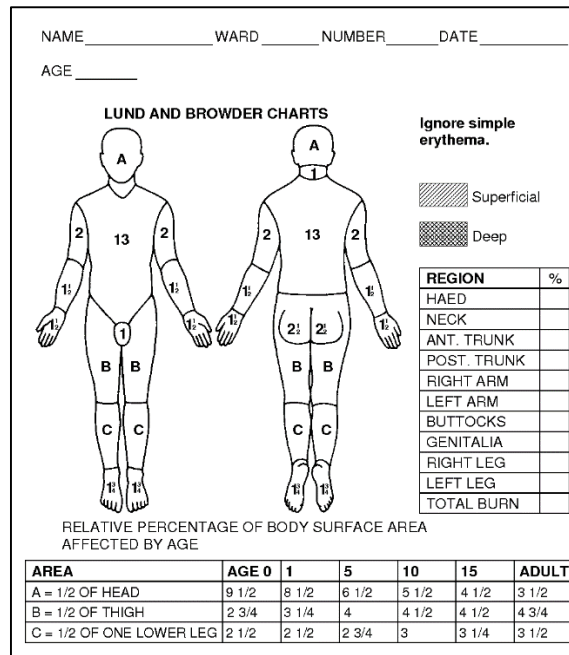 NAME WARD NUMBER DATE
AGE
LUND AND BROWDER CHARTS
Ignore simple
erythema.
Superficial
Deep
A
13
2 2
1½ 1½
1½ 1½
1
B B
C C
1¾ 1¾
A
1
13
2 2
1½ 1½
1½ 1½
2½ 2½
B B
C C
1¾ 1¾
REGION %
HAED
NECK
ANT. TRUNK
POST. TRUNK
RIGHT ARM
LEFT ARM
BUTTOCKS
GENITALIA
RIGHT LEG
LEFT LEG
TOTAL BURN
RELATIVE PERCENTAGE OF BODY SURFACE AREA
AFFECTED BY AGE
AREA AGE 0 1 5 10 15 ADULT
A = 1/2 OF HEAD 9 1/2 8 1/2 6 1/2 5 1/2 4 1/2 3 1/2
B = 1/2 OF THIGH 2 3/4 3 1/4 4 4 1/2 4 1/2 4 3/4
C = 1/2 OF ONE LOWER LEG 2 1/2 2 1/2 2 3/4 3 3 1/4 3 1/2